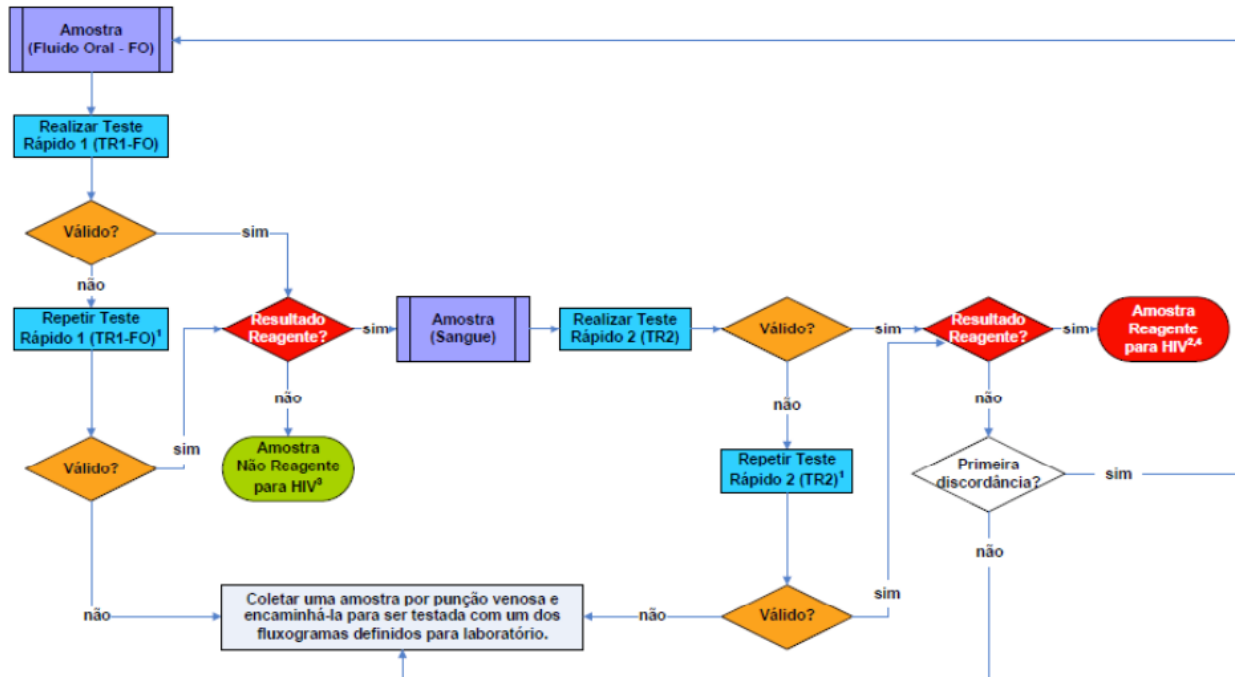 Amostra
(Fluido Oral - FO)
Realizar Teste
Rápido 1 (TR1-FO)
Válido?
sim
não
Repetir Teste
Rápido 1 (TR1-FO)¹
Resultado
Reagente?
sim
Amostra
(Sangue)
Realizar Teste
Rápido 2 (TR2)
Válido?
sim
Resultado
Reagente?
sim
Amostra
Reagente
para HIV²,⁴
não
não
não
sim
Válido?
Amostra
Não Reagente
para HIV³
Repetir Teste
Rápido 2 (TR2)¹
Primeira
discordância?
sim
não
não
Coletar uma amostra por punção venosa e
encaminhá-la para ser testada com um dos
fluxogramas definidos para laboratório.
não
Válido?
sim